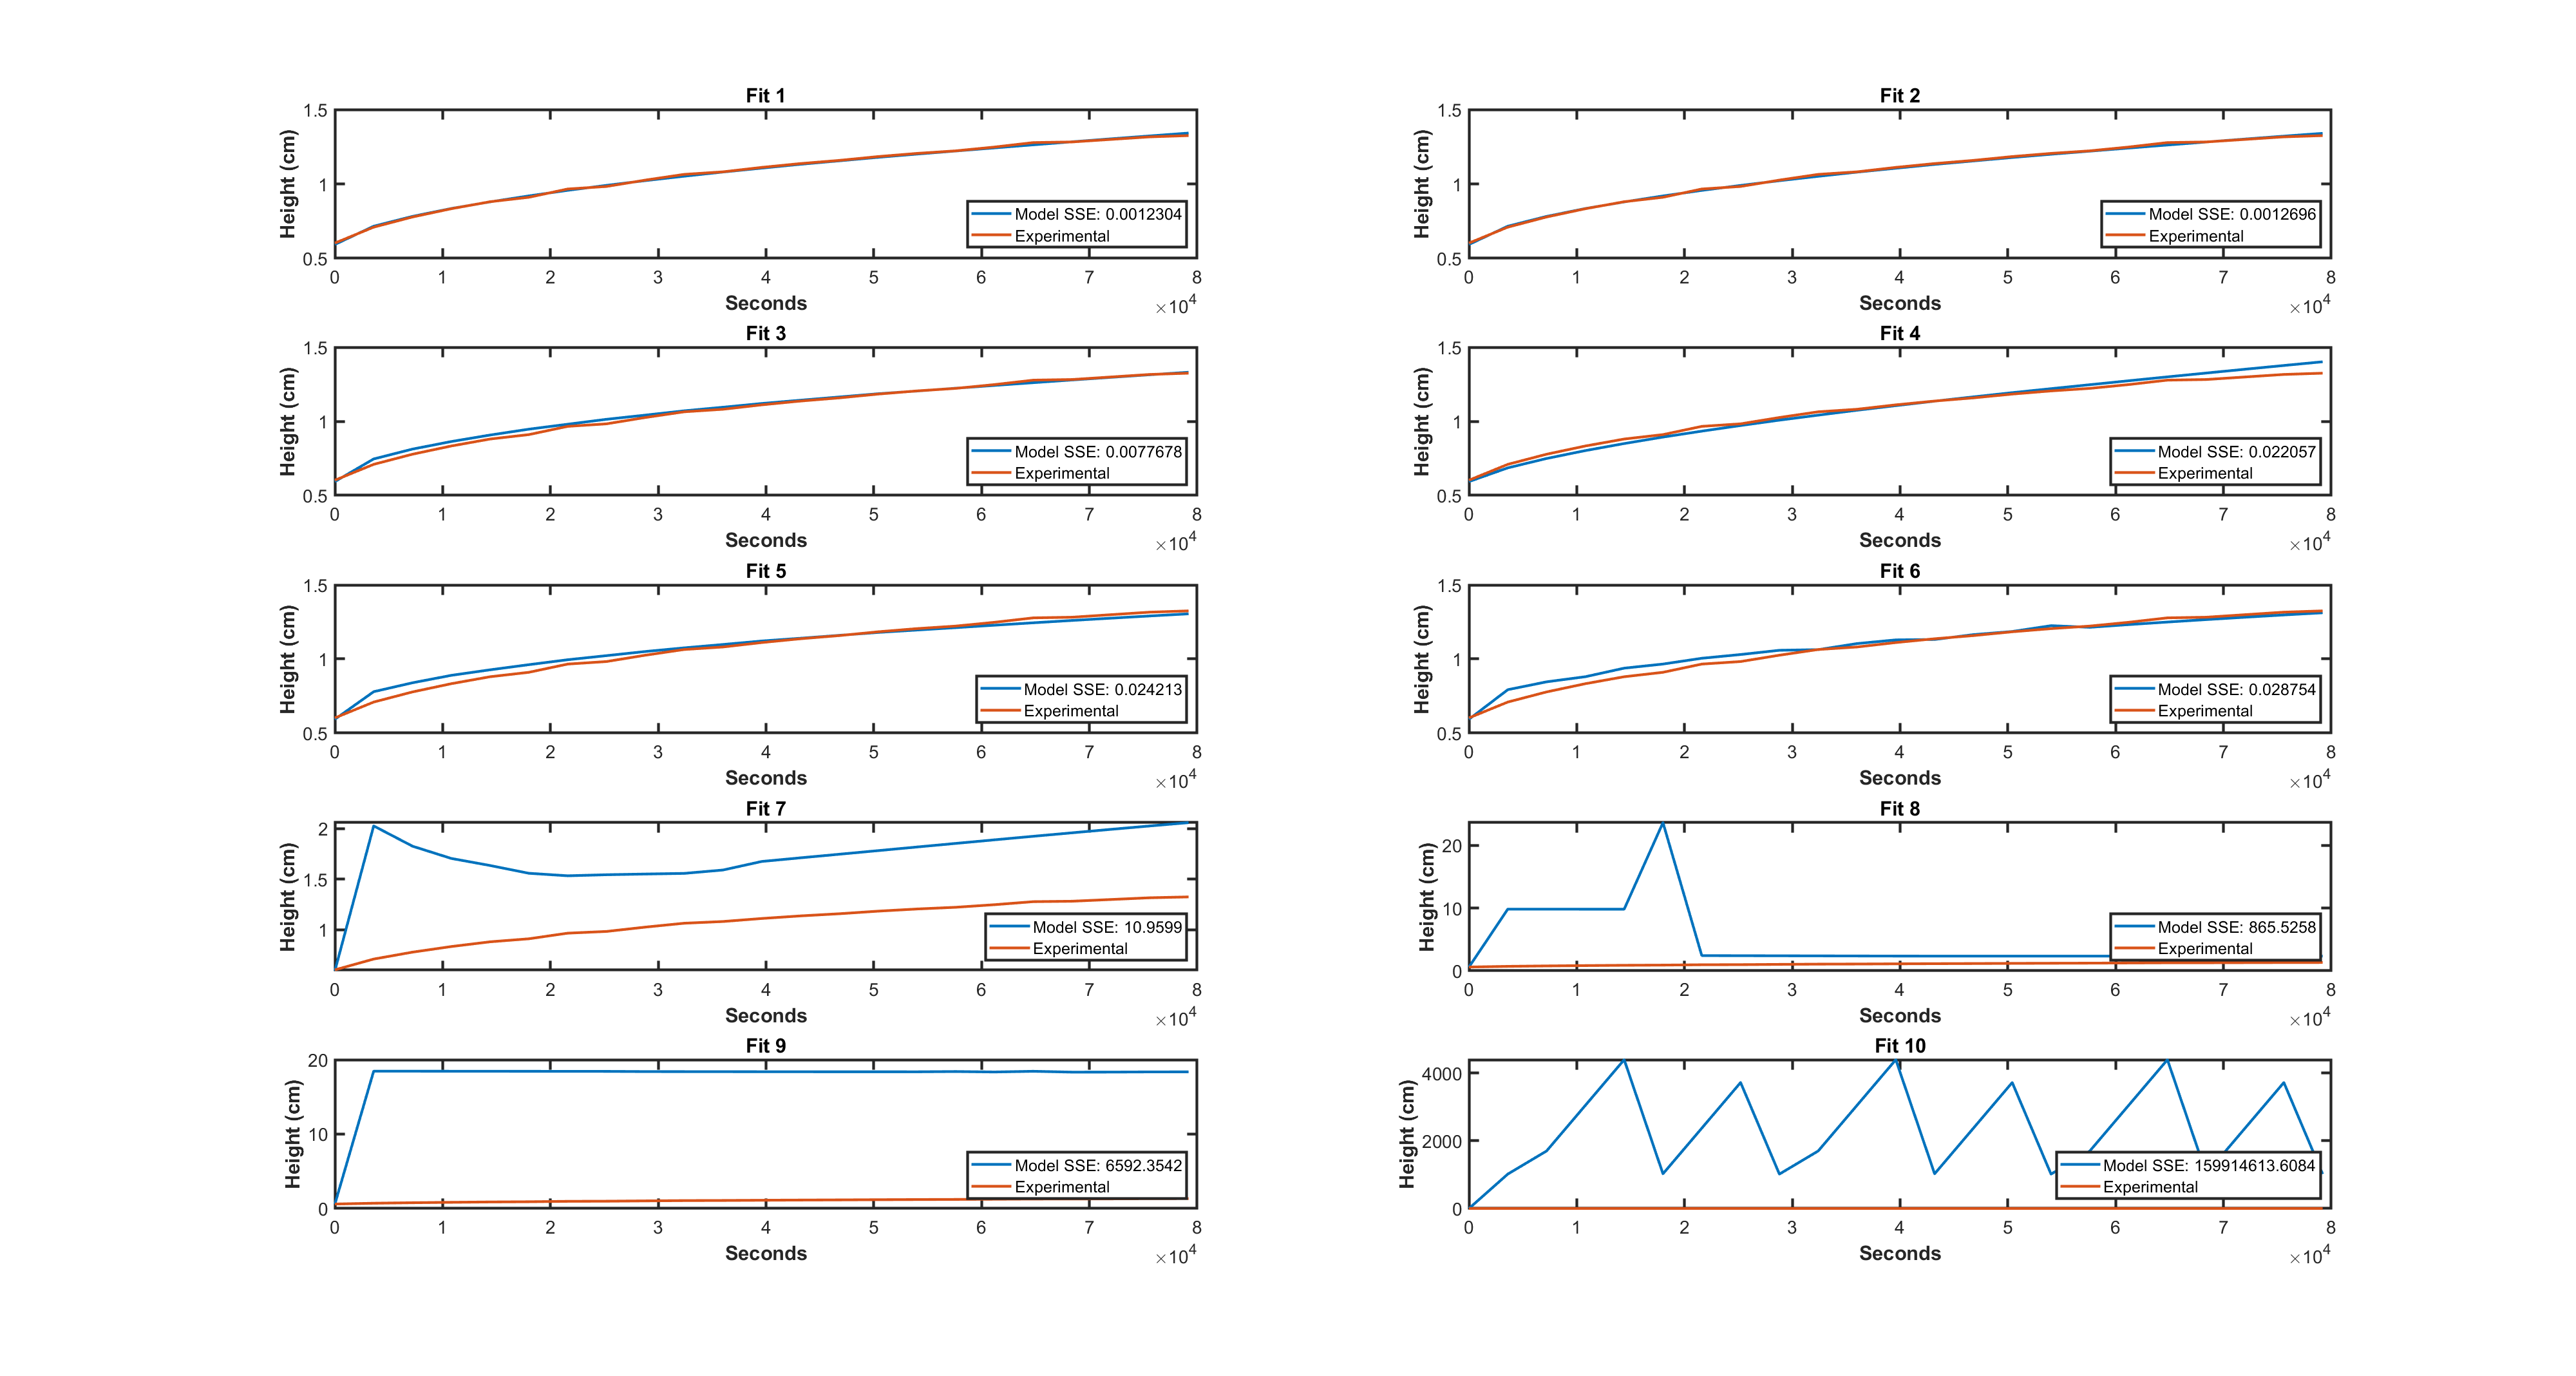 Fit 1
Height (cm)
1.5
1
0.5
Model SSE: 0.0012304
Experimental
0 1 2 3 4 5 6 7 8
Seconds
×10^4
Fit 2
Height (cm)
1.5
1
0.5
Model SSE: 0.0012696
Experimental
0 1 2 3 4 5 6 7 8
Seconds
×10^4
Fit 3
Height (cm)
1.5
1
0.5
Model SSE: 0.0077678
Experimental
0 1 2 3 4 5 6 7 8
Seconds
×10^4
Fit 4
Height (cm)
1.5
1
0.5
Model SSE: 0.022057
Experimental
0 1 2 3 4 5 6 7 8
Seconds
×10^4
Fit 5
Height (cm)
1.5
1
0.5
Model SSE: 0.024213
Experimental
0 1 2 3 4 5 6 7 8
Seconds
×10^4
Fit 6
Height (cm)
1.5
1
0.5
Model SSE: 0.028754
Experimental
0 1 2 3 4 5 6 7 8
Seconds
×10^4
Fit 7
Height (cm)
2
1.5
1
Model SSE: 10.9599
Experimental
0 1 2 3 4 5 6 7 8
Seconds
×10^4
Fit 8
Height (cm)
20
10
0
Model SSE: 865.5258
Experimental
0 1 2 3 4 5 6 7 8
Seconds
×10^4
Fit 9
Height (cm)
20
10
0
Model SSE: 6592.3542
Experimental
0 1 2 3 4 5 6 7 8
Seconds
×10^4
Fit 10
Height (cm)
4000
2000
0
Model SSE: 159914613.6084
Experimental
0 1 2 3 4 5 6 7 8
Seconds
×10^4